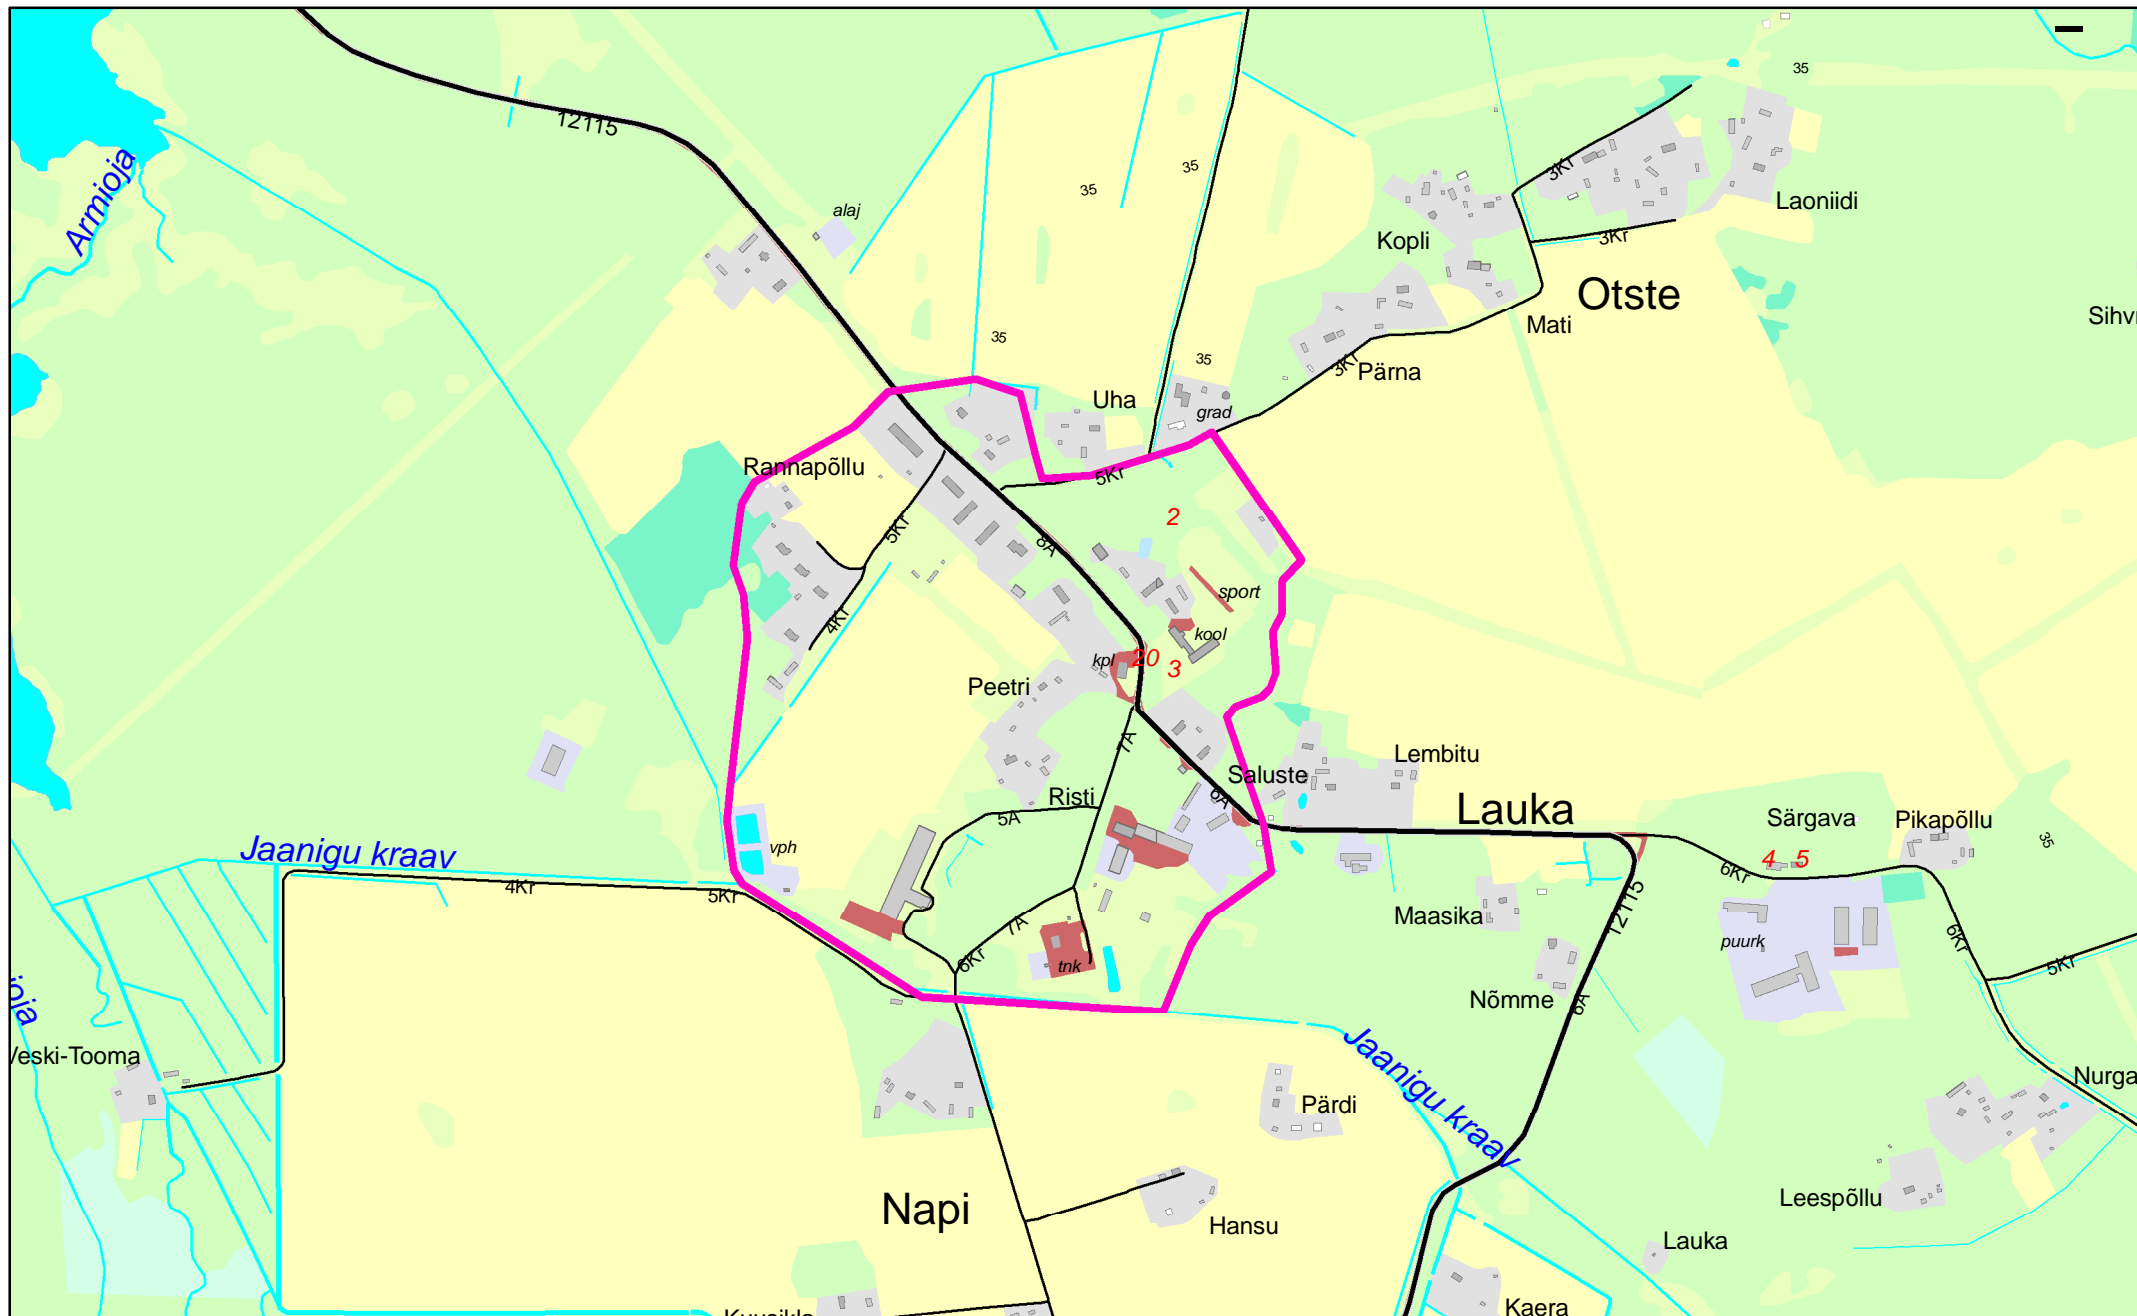 35
12115
35
35
3Kr
Armioja
Laoniidi
alaj
Kopli
3Kr
Otste
Sihv
Mati
35
35
3Kr
Pärna
Uha
grad
Rannapõllu
5Kr
2
5Kr
8A
sport
4Kr
kool
kpl
20
3
Peetri
7A
Lembitu
Saluste
Risti
6A
Lauka
5A
Särgava
Pikapõllu
35
Jaanigu kraav
vph
4
5
6Kr
4Kr
5Kr
12115
Maasika
7A
puurk
6Kr
6Kr
tnk
5Kr
oja
Nõmme
6A
Veski-Tooma
Jaanigu kraav
Nurga
Pärdi
Napi
Leespõllu
Hansu
Lauka
Kaera